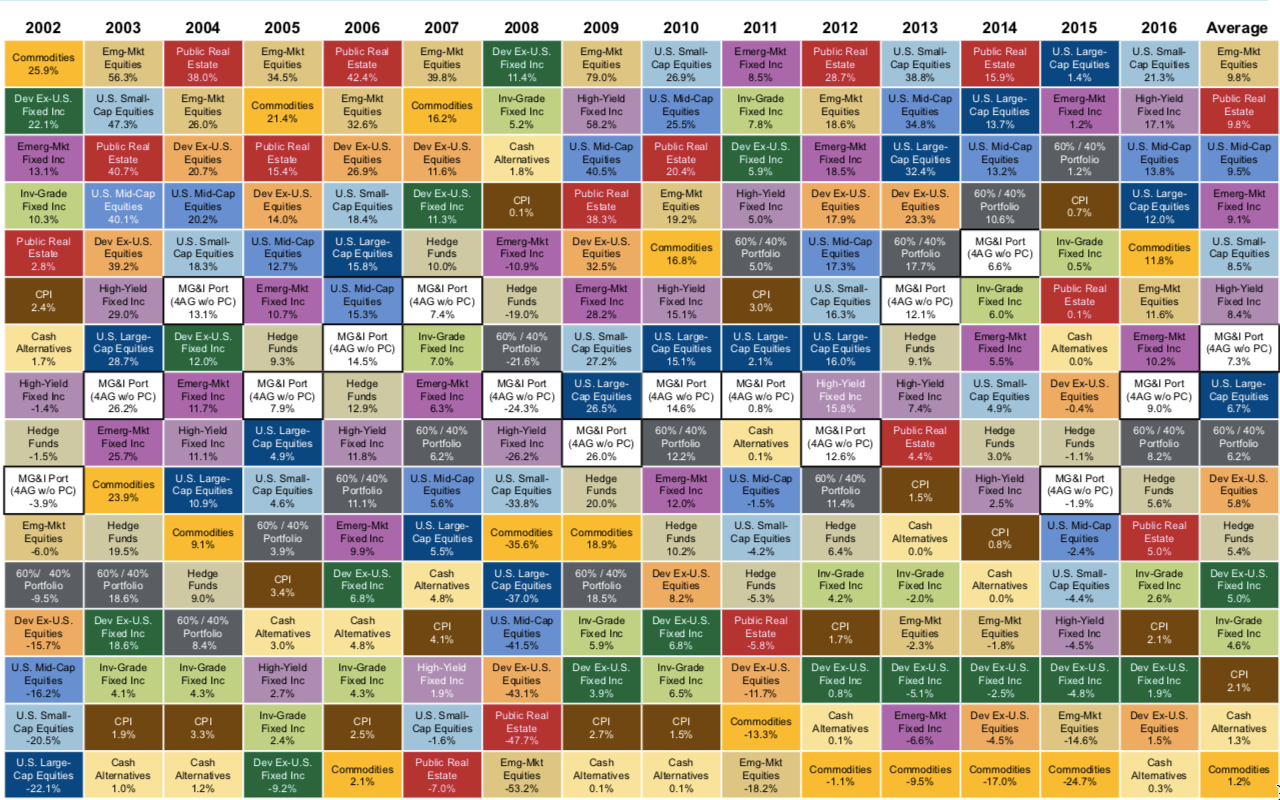 2002 2003 2004 2005 2006 2007 2008 2009 2010 2011 2012 2013 2014 2015 2016 Average
Commodities 25.9% Emg-Mkt Equities 56.3% Public Real Estate 38.0% Emg-Mkt Equities 34.5% Public Real Estate 42.4% Emg-Mkt Equities 39.8% Dev Ex-U.S. Fixed Inc 11.4% Emg-Mkt Equities 79.0% U.S. Small-Cap Equities 26.9% Emerg-Mkt Fixed Inc 8.5% Public Real Estate 28.7% U.S. Small-Cap Equities 38.8% Public Real Estate 15.9% U.S. Large-Cap Equities 1.4% U.S. Small-Cap Equities 21.3% Emg-Mkt Equities 9.8%
Dev Ex-U.S. Fixed Inc 22.1% U.S. Small-Cap Equities 47.3% Emg-Mkt Equities 26.0% Commodities 21.4% Emg-Mkt Equities 32.6% Commodities 16.2% Inv-Grade Fixed Inc 5.2% High-Yield Fixed Inc 58.2% U.S. Mid-Cap Equities 25.5% Inv-Grade Fixed Inc 7.8% Emg-Mkt Equities 18.6% U.S. Mid-Cap Equities 34.8% U.S. Large-Cap Equities 13.7% Emerg-Mkt Fixed Inc 1.2% High-Yield Fixed Inc 17.1% Public Real Estate 9.8%
Emerg-Mkt Fixed Inc 13.1% Public Real Estate 40.7% Dev Ex-U.S. Equities 20.7% Public Real Estate 15.4% Dev Ex-U.S. Equities 26.9% Dev Ex-U.S. Equities 11.6% Cash Alternatives 1.8% U.S. Mid-Cap Equities 40.5% Public Real Estate 20.4% Dev Ex-U.S. Fixed Inc 5.9% Emerg-Mkt Fixed Inc 18.5% U.S. Large-Cap Equities 32.4% U.S. Mid-Cap Equities 13.2% 60% / 40% Portfolio 1.2% U.S. Mid-Cap Equities 13.8% U.S. Mid-Cap Equities 9.5%
Inv-Grade Fixed Inc 10.3% U.S. Mid-Cap Equities 40.1% U.S. Mid-Cap Equities 20.2% Dev Ex-U.S. Equities 14.0% U.S. Small-Cap Equities 18.4% Dev Ex-U.S. Fixed Inc 11.3% CPI 0.1% Public Real Estate 38.3% Emg-Mkt Equities 19.2% High-Yield Fixed Inc 5.0% Dev Ex-U.S. Equities 17.9% Dev Ex-U.S. Equities 23.3% 60% / 40% Portfolio 10.6% CPI 0.7% U.S. Large-Cap Equities 12.0% Emerg-Mkt Fixed Inc 9.1%
Public Real Estate 2.8% Dev Ex-U.S. Equities 39.2% U.S. Small-Cap Equities 18.3% U.S. Mid-Cap Equities 12.7% U.S. Large-Cap Equities 15.8% Hedge Funds 10.0% Emerg-Mkt Fixed Inc -10.9% Dev Ex-U.S. Equities 32.5% Commodities 16.8% 60% / 40% Portfolio 5.0% U.S. Mid-Cap Equities 17.3% 60% / 40% Portfolio 17.7% MG&I Port (4AG w/o PC) 6.6% Inv-Grade Fixed Inc 0.5% Commodities 11.8% U.S. Small-Cap Equities 8.5%
CPI 2.4% High-Yield Fixed Inc 29.0% MG&I Port (4AG w/o PC) 13.1% Emerg-Mkt Fixed Inc 10.7% U.S. Mid-Cap Equities 15.3% MG&I Port (4AG w/o PC) 7.4% Hedge Funds -19.0% Emerg-Mkt Fixed Inc 28.2% High-Yield Fixed Inc 15.1% CPI 3.0% U.S. Small-Cap Equities 16.3% MG&I Port (4AG w/o PC) 12.1% Inv-Grade Fixed Inc 6.0% Public Real Estate 0.1% Emg-Mkt Equities 11.6% High-Yield Fixed Inc 8.4%
Cash Alternatives 1.7% U.S. Large-Cap Equities 28.7% Dev Ex-U.S. Fixed Inc 12.0% Hedge Funds 9.3% MG&I Port (4AG w/o PC) 14.5% Inv-Grade Fixed Inc 7.0% 60% / 40% Portfolio -21.6% U.S. Small-Cap Equities 27.2% U.S. Large-Cap Equities 15.1% U.S. Large-Cap Equities 2.1% U.S. Large-Cap Equities 16.0% Hedge Funds 9.1% Emerg-Mkt Fixed Inc 5.5% Cash Alternatives 0.0% Emerg-Mkt Fixed Inc 10.2% MG&I Port (4AG w/o PC) 7.3%
High-Yield Fixed Inc -1.4% MG&I Port (4AG w/o PC) 26.2% Emerg-Mkt Fixed Inc 11.7% MG&I Port (4AG w/o PC) 7.9% Hedge Funds 12.9% Emerg-Mkt Fixed Inc 6.3% MG&I Port (4AG w/o PC) -24.3% U.S. Large-Cap Equities 26.5% MG&I Port (4AG w/o PC) 14.6% MG&I Port (4AG w/o PC) 0.8% High-Yield Fixed Inc 15.8% High-Yield Fixed Inc 7.4% U.S. Small-Cap Equities 4.9% Dev Ex-U.S. Equities -0.4% MG&I Port (4AG w/o PC) 9.0% U.S. Large-Cap Equities 6.7%
Hedge Funds -1.5% Emerg-Mkt Fixed Inc 25.7% High-Yield Fixed Inc 11.1% U.S. Large-Cap Equities 4.9% High-Yield Fixed Inc 11.8% 60% / 40% Portfolio 6.2% High-Yield Fixed Inc -26.2% MG&I Port (4AG w/o PC) 26.0% 60% / 40% Portfolio 12.2% Cash Alternatives 0.1% MG&I Port (4AG w/o PC) 12.6% Public Real Estate 4.4% Hedge Funds 3.0% Hedge Funds -1.1% 60% / 40% Portfolio 8.2% 60% / 40% Portfolio 6.2%
MG&I Port (4AG w/o PC) -3.9% Commodities 23.9% U.S. Large-Cap Equities 10.9% U.S. Small-Cap Equities 4.6% 60% / 40% Portfolio 11.1% U.S. Mid-Cap Equities 5.6% U.S. Small-Cap Equities -33.8% Hedge Funds 20.0% Emerg-Mkt Fixed Inc 12.0% U.S. Mid-Cap Equities -1.5% 60% / 40% Portfolio 11.4% CPI 1.5% High-Yield Fixed Inc 2.5% MG&I Port (4AG w/o PC) -1.9% Hedge Funds 5.6% Dev Ex-U.S. Equities 5.8%
Emg-Mkt Equities -6.0% Hedge Funds 19.5% Commodities 9.1% 60% / 40% Portfolio 3.9% Emerg-Mkt Fixed Inc 9.9% U.S. Large-Cap Equities 5.5% Commodities -35.6% Commodities 18.9% Hedge Funds 10.2% U.S. Small-Cap Equities -4.2% Hedge Funds 6.4% Cash Alternatives 0.0% CPI 0.8% U.S. Mid-Cap Equities -2.4% Public Real Estate 5.0% Hedge Funds 5.4%
60%/ 40% Portfolio -9.5% 60% / 40% Portfolio 18.6% Hedge Funds 9.0% CPI 3.4% Dev Ex-U.S. Fixed Inc 6.8% Cash Alternatives 4.8% U.S. Large-Cap Equities -37.0% 60% / 40% Portfolio 18.5% Dev Ex-U.S. Equities 8.2% Hedge Funds -5.3% Inv-Grade Fixed Inc 4.2% Inv-Grade Fixed Inc -2.0% Cash Alternatives 0.0% U.S. Small-Cap Equities -4.4% Inv-Grade Fixed Inc 2.6% Dev Ex-U.S. Fixed Inc 5.0%
Dev Ex-U.S. Equities -15.7% Dev Ex-U.S. Fixed Inc 18.6% 60% / 40% Portfolio 8.4% Cash Alternatives 3.0% Cash Alternatives 4.8% CPI 4.1% U.S. Mid-Cap Equities -41.5% Inv-Grade Fixed Inc 5.9% Dev Ex-U.S. Fixed Inc 6.8% Public Real Estate -5.8% CPI 1.7% Emg-Mkt Equities -2.3% Emg-Mkt Equities -1.8% High-Yield Fixed Inc -4.5% CPI 2.1% Inv-Grade Fixed Inc 4.6%
U.S. Mid-Cap Equities -16.2% Inv-Grade Fixed Inc 4.1% Inv-Grade Fixed Inc 4.3% High-Yield Fixed Inc 2.7% Inv-Grade Fixed Inc 4.3% High-Yield Fixed Inc 1.9% Dev Ex-U.S. Equities -43.1% Dev Ex-U.S. Fixed Inc 3.9% Inv-Grade Fixed Inc 6.5% Dev Ex-U.S. Equities -11.7% Dev Ex-U.S. Fixed Inc 0.8% Dev Ex-U.S. Fixed Inc -5.1% Dev Ex-U.S. Fixed Inc -2.5% Dev Ex-U.S. Fixed Inc -4.8% Dev Ex-U.S. Fixed Inc 1.9% CPI 2.1%
U.S. Small-Cap Equities -20.5% CPI 1.9% CPI 3.3% Inv-Grade Fixed Inc 2.4% CPI 2.5% U.S. Small-Cap Equities -1.6% Public Real Estate -47.7% CPI 2.7% CPI 1.5% Commodities -13.3% Cash Alternatives 0.1% Emerg-Mkt Fixed Inc -6.6% Dev Ex-U.S. Equities -4.5% Emg-Mkt Equities -14.6% Dev Ex-U.S. Equities 1.5% Cash Alternatives 1.3%
U.S. Large-Cap Equities -22.1% Cash Alternatives 1.0% Cash Alternatives 1.2% Dev Ex-U.S. Fixed Inc -9.2% Commodities 2.1% Public Real Estate -7.0% Emg-Mkt Equities -53.2% Cash Alternatives 0.1% Cash Alternatives 0.1% Emg-Mkt Equities -18.2% Commodities -1.1% Commodities -9.5% Commodities -17.0% Commodities -24.7% Cash Alternatives 0.3% Commodities 1.2%